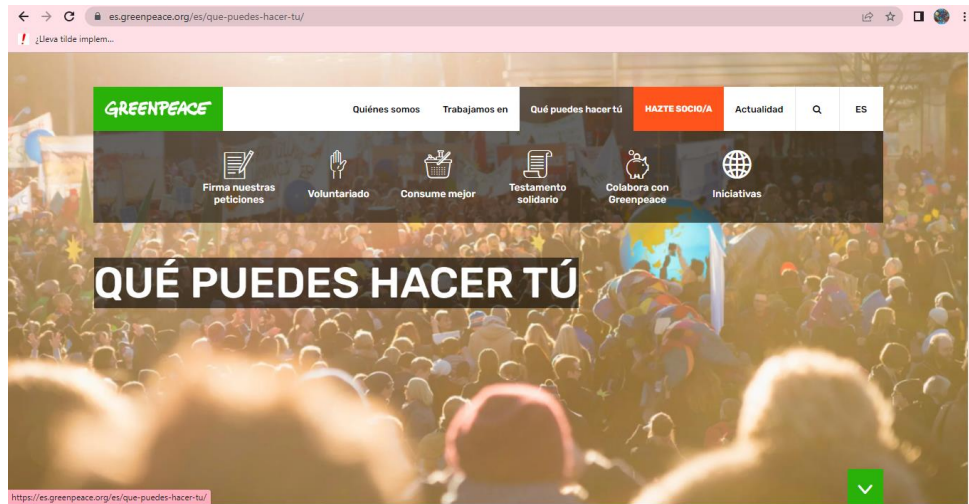 es.greenpeace.org/es/que-puedes-hacer-tu/
¿Lleva tilde implem...
GREENPEACE
Quiénes somos Trabajamos en Qué puedes hacer tú HAZTE SOCIO/A Actualidad ES
Firma nuestras
peticiones
Voluntariado
Consume mejor
Testamento
solidario
Colabora con
Greenpeace
Iniciativas
QUÉ PUEDES HACER TÚ
https://es.greenpeace.org/es/que-puedes-hacer-tu/